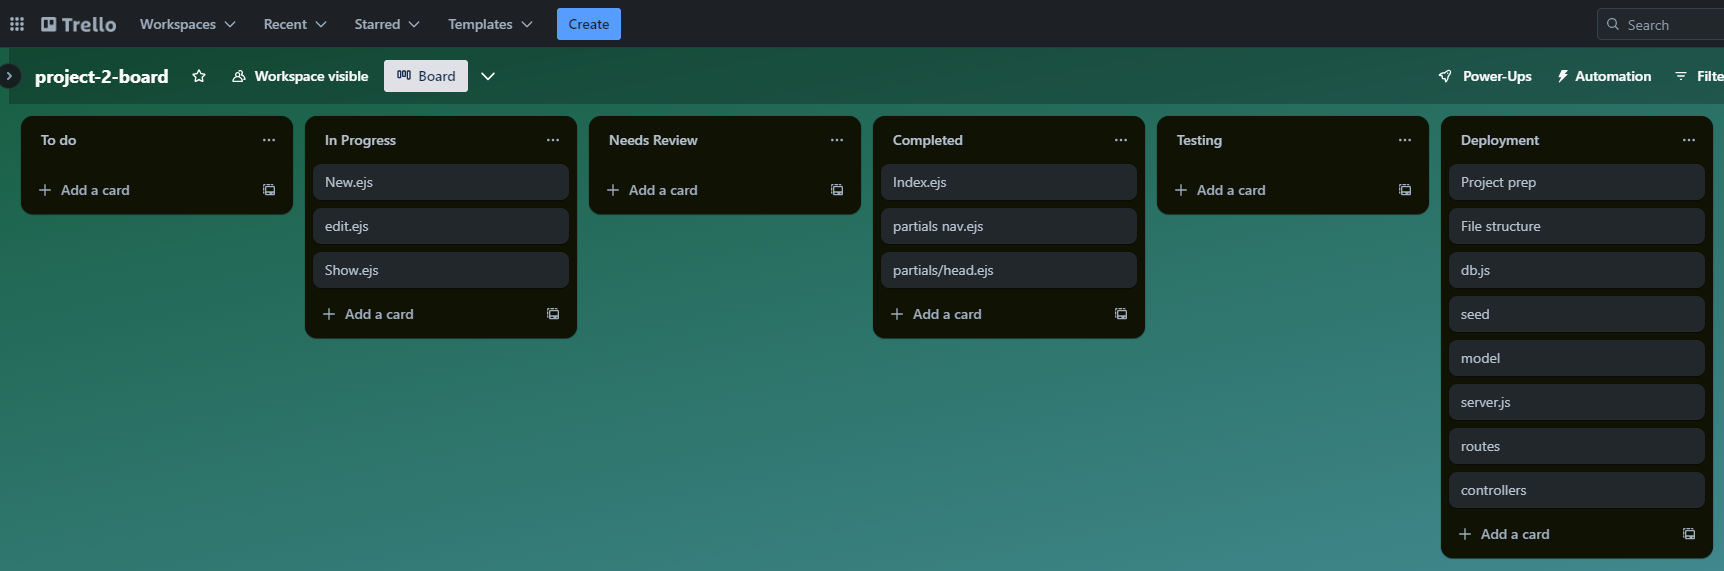 Trello
Workspaces
Recent
Starred
Templates
Create
Search
project-2-board
Workspace visible
Board
Power-Ups
Automation
Filte
To do
Add a card
In Progress
New.ejs
edit.ejs
Show.ejs
Add a card
Needs Review
Add a card
Completed
Index.ejs
partials nav.ejs
partials/head.ejs
Add a card
Testing
Add a card
Deployment
Project prep
File structure
db.js
seed
model
server.js
routes
controllers
Add a card